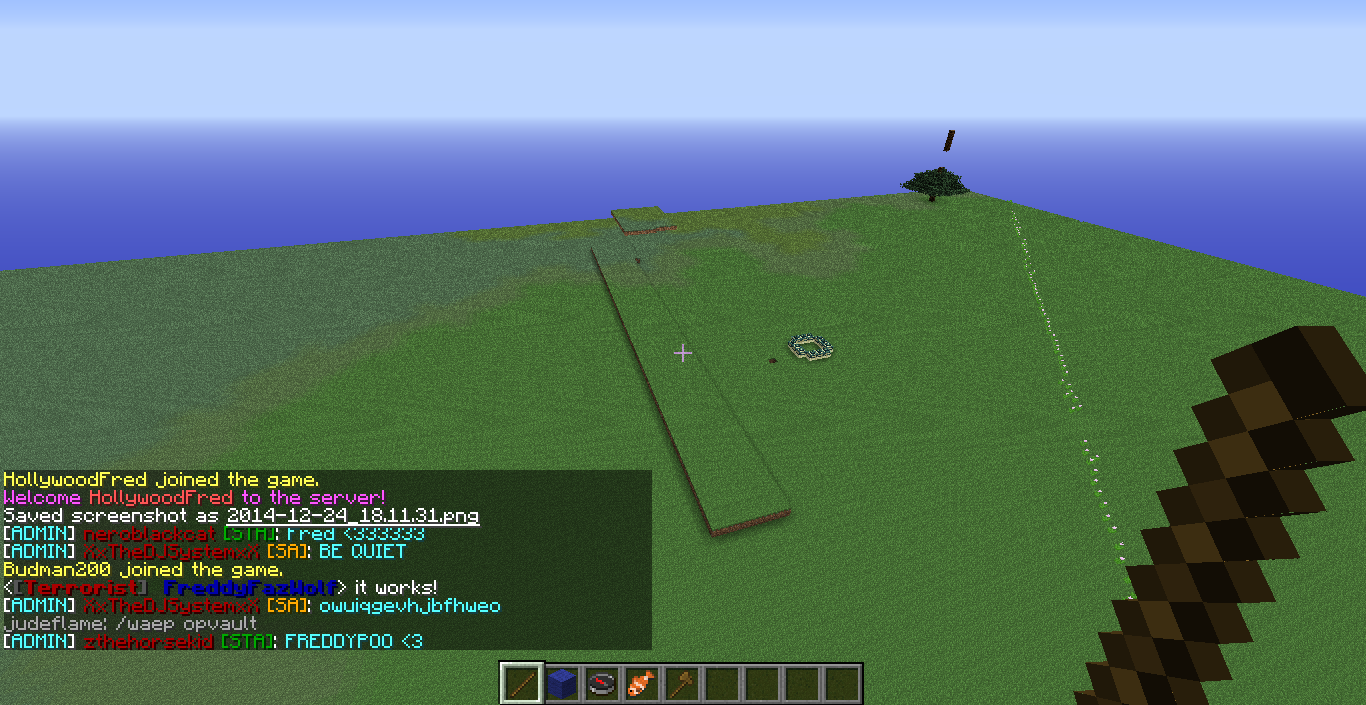 HollywoodFred joined the game.
Welcome HollywoodFred to the server!
Saved screenshot as 2014-12-24_18.11.31.png
[ADMIN] neroblackcat [STA]: Fred <333333
[ADMIN] XxTheDJSystemxX [SA]: BE QUIET
Budman200 joined the game.
<[Terrorist] FreddyFazWolf> it works!
[ADMIN] XxTheDJSystemxX [SA]: owuiqgevhjbfhweo
judeflame: /waep opvault
[ADMIN] zthehorsekid [STA]: FREDDYPOO <3